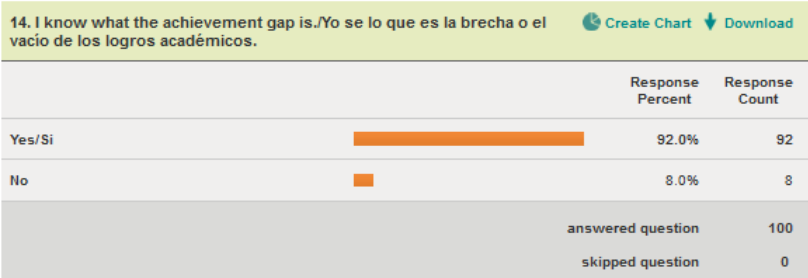 14. I know what the achievement gap is./Yo se lo que es la brecha o el
vacío de los logros académicos.
Create Chart Download
Response Percent
Response Count
Yes/Si 92.0% 92
No 8.0% 8
answered question 100
skipped question 0